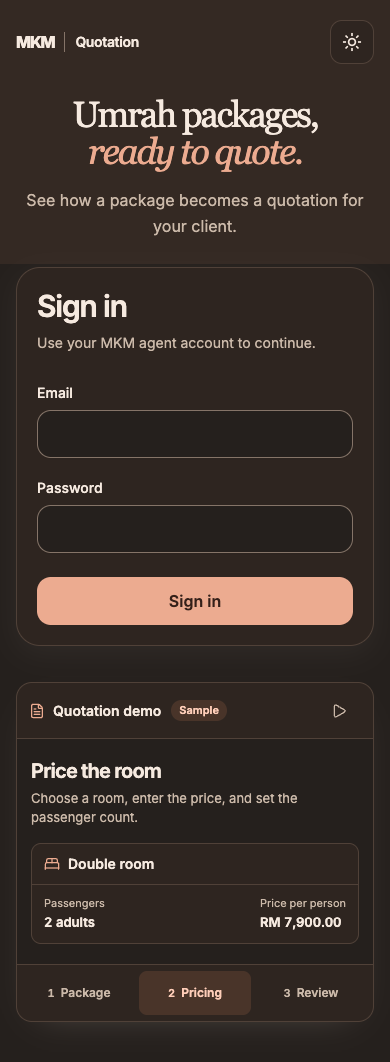 MKM | Quotation
Umrah packages,
ready to quote.
See how a package becomes a quotation for
your client.
Sign in
Use your MKM agent account to continue.
Email
Password
Sign in
Quotation demo Sample
Price the room
Choose a room, enter the price, and set the
passenger count.
Double room
Passengers Price per person
2 adults RM 7,900.00
1 Package 2 Pricing 3 Review